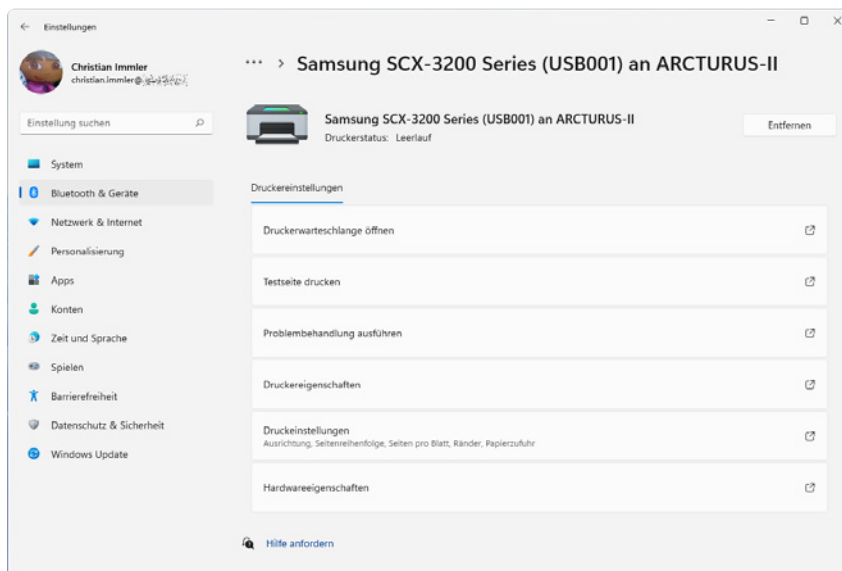 Einstellungen
Christian Immler
christian.immler@
Einstellung suchen
System
Bluetooth & Geräte
Netzwerk & Internet
Personalisierung
Apps
Konten
Zeit und Sprache
Spielen
Barrierefreiheit
Datenschutz & Sicherheit
Windows Update
... > Samsung SCX-3200 Series (USB001) an ARCTURUS-II
Samsung SCX-3200 Series (USB001) an ARCTURUS-II
Druckerstatus: Leerlauf
Entfernen
Druckereinstellungen
Druckerwarteschlange öffnen
Testseite drucken
Problembehandlung ausführen
Druckereigenschaften
Druckeinstellungen
Ausrichtung, Seitenreihenfolge, Seiten pro Blatt, Ränder, Papierzufuhr
Hardwareeigenschaften
Hilfe anfordern